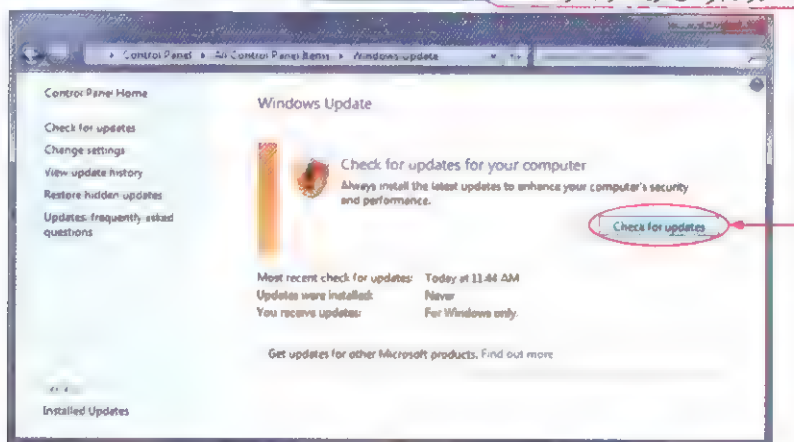 Control Panel ▸ All Control Panel Items ▸ Windows Update
Control Panel Home
Check for updates
Change settings
View update history
Restore hidden updates
Updates: frequently asked
questions
Installed Updates
Windows Update
Check for updates for your computer
Always install the latest updates to enhance your computer's security
and performance.
Check for updates
Most recent check for updates: Today at 11:44 AM
Updates were installed: Never
You receive updates: For Windows only.
Get updates for other Microsoft products. Find out more